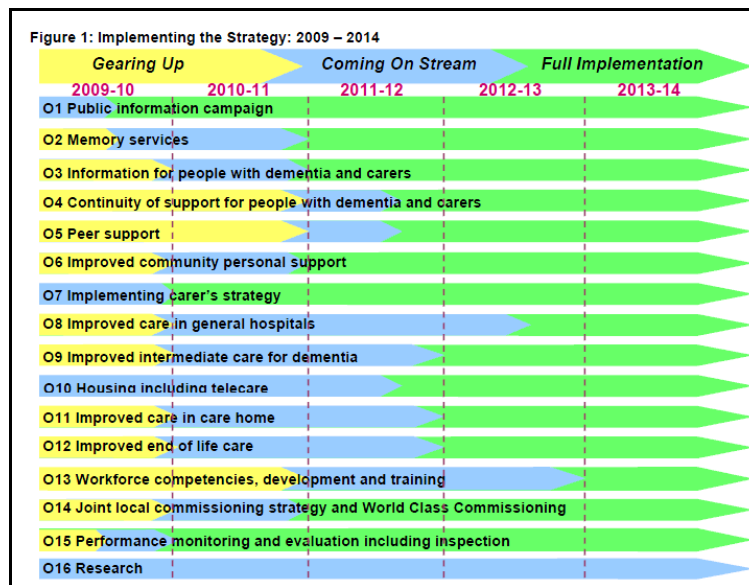 Figure 1: Implementing the Strategy: 2009 – 2014
Gearing Up Coming On Stream Full Implementation
2009-10 2010-11 2011-12 2012-13 2013-14
O1 Public information campaign
O2 Memory services
O3 Information for people with dementia and carers
O4 Continuity of support for people with dementia and carers
O5 Peer support
O6 Improved community personal support
O7 Implementing carer's strategy
O8 Improved care in general hospitals
O9 Improved intermediate care for dementia
O10 Housing including telecare
O11 Improved care in care home
O12 Improved end of life care
O13 Workforce competencies, development and training
O14 Joint local commissioning strategy and World Class Commissioning
O15 Performance monitoring and evaluation including inspection
O16 Research